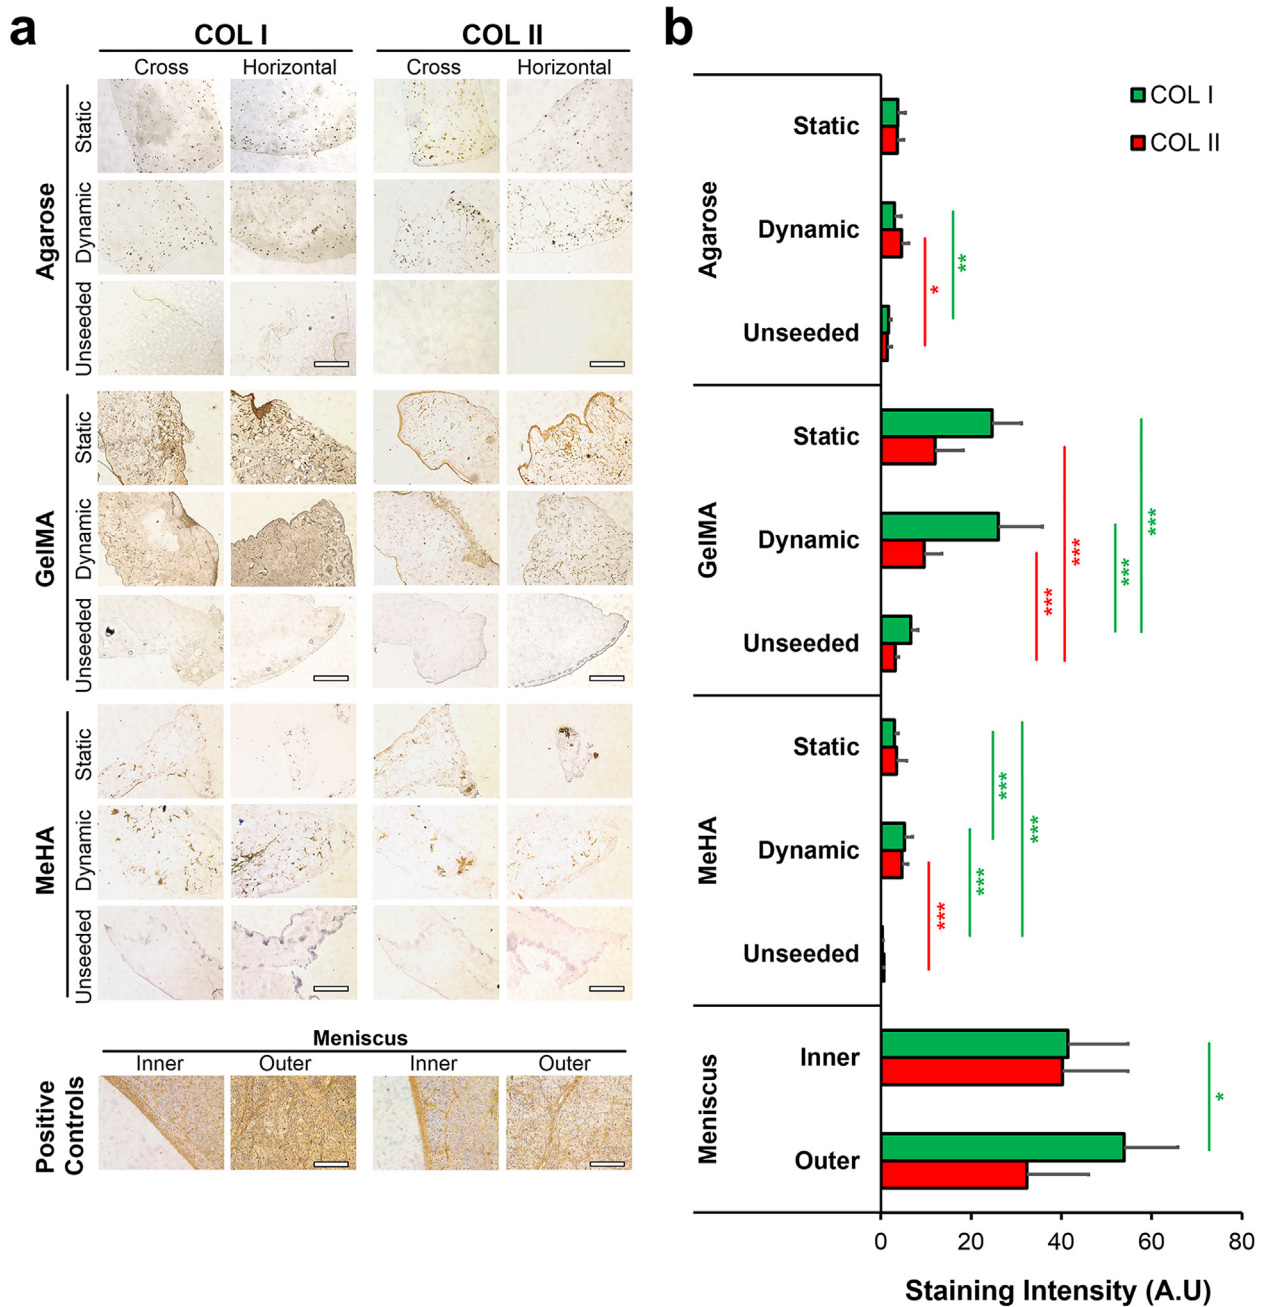 a
COL I
COL II
Cross
Horizontal
Cross
Horizontal
Agarose
Static
Dynamic
Unseeded
GelMA
Static
Dynamic
Unseeded
MeHA
Static
Dynamic
Unseeded
Meniscus
Inner
Outer
Inner
Outer
Positive
Controls
b
COL I
COL II
Agarose
Static
Dynamic
Unseeded
*
**
GelMA
Static
Dynamic
Unseeded
***
***
***
***
MeHA
Static
Dynamic
Unseeded
***
***
***
***
Meniscus
Inner
Outer
*
0
20
40
60
80
Staining Intensity (A.U)